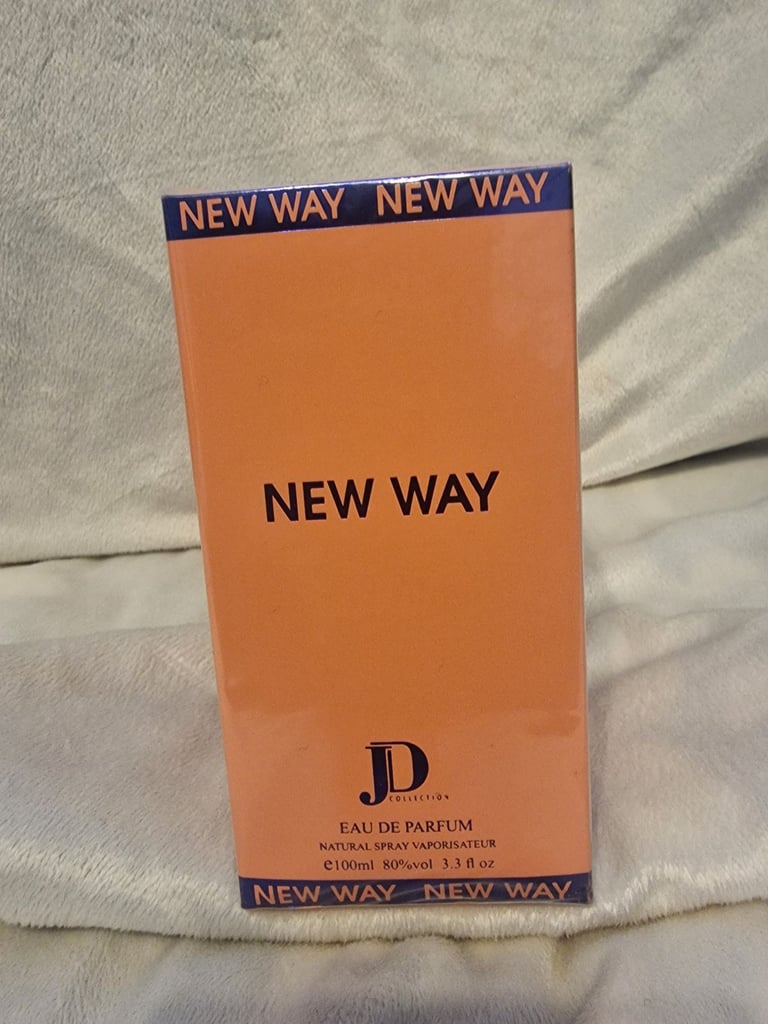 NEW WAY NEW WAY
NEW WAY
JD
COLLECTION
EAU DE PARFUM
NATURAL SPRAY VAPORISATEUR
e100ml 80%vol 3.3 fl oz
NEW WAY NEW WAY